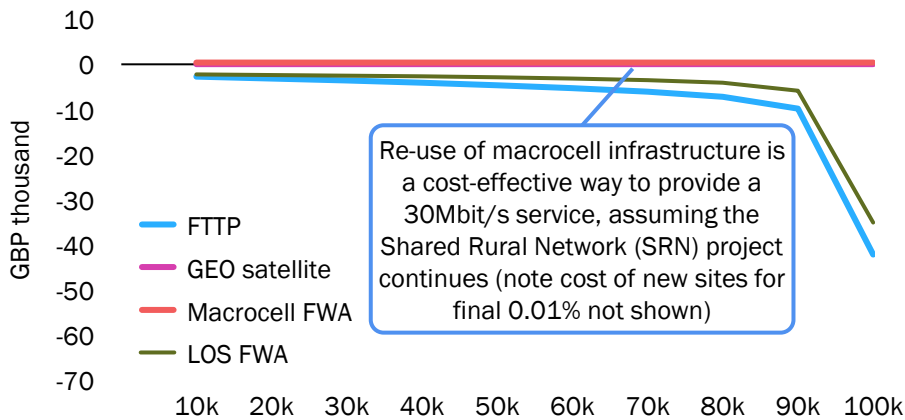 10
0
-10
-20
-30
-40
-50
-60
-70
GBP thousand
FTTP
GEO satellite
Macrocell FWA
LOS FWA
Re-use of macrocell infrastructure is
a cost-effective way to provide a
30Mbit/s service, assuming the
Shared Rural Network (SRN) project
continues (note cost of new sites for
final 0.01% not shown)
10k 20k 30k 40k 50k 60k 70k 80k 90k 100k